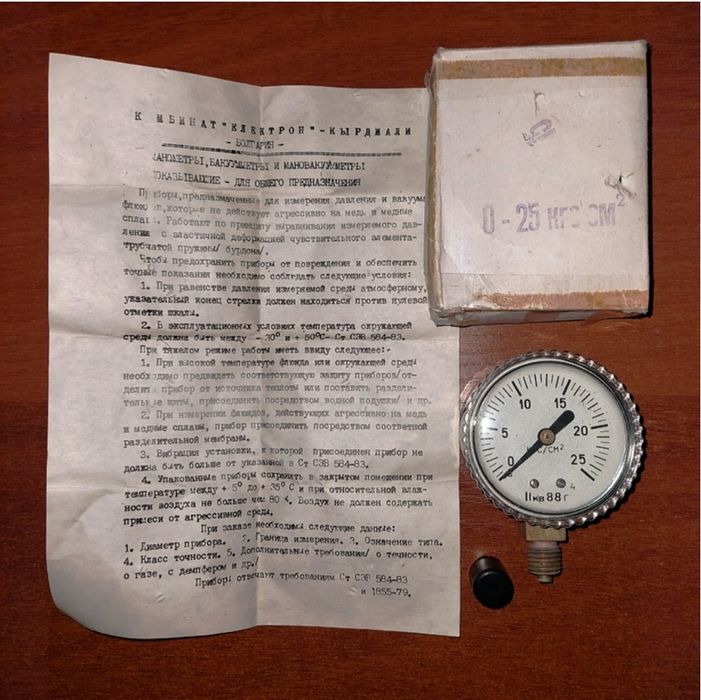 К МБИНАТ "ЕЛЕКТРОН" -КЫРДЖАЛИ
- БОЛГАРИЯ -
МАНОМЕТРЫ, ВАКУУММЕТРЫ И МАНОВАКУУММЕТРЫ
ПОКАЗЫВАЮЩИЕ - ДЛЯ ОБЩЕГО ПРЕДНАЗНАЧЕНИЯ
Приборы,предназначенные для измерения давления и вакуума
флюидов,которые не действуют агрессивно на медь и медные
сплавы. Работают по принципу выравнивания измеряемого дав-
ления с эластичной деформацией чувствительного элемента-
трубчатой пружины/ бурдона/.
Чтобы предохранить приборы от повреждения и обеспечить
точные показания необходимо соблюдать следующие условия:
1. При равенстве давления измеряемой среды атмосферному,
указательный конец стрелки должен находиться против нулевой
отметки шкалы.
2. В эксплуатационных условиях температура окружающей
среды должна быть между - 30° и + 50°С- Ст СЭВ 584-83.
При тяжелом режиме работы иметь ввиду следующее:-
1. При высокой температуре флюида или окружающей среды
необходимо предвидеть соответствующую защиту прибора/от-
делить прибор от источника теплоты или поставить раздели-
тельные щиты, присоединить посредством водной подушки/ и др.
2. При измерении флюидов, действующих агрессивно на медь
и медные сплавы, прибор присоединить посредством соответной
разделительной мембраны.
3. Вибрация установки, к которой присоединен прибор не
должна быть больше от указанной в Ст СЭВ 584-83.
4. Упакованные приборы сохранять в закрытом помещении при
температуре между + 5° до + 35°С и при относительной влаж-
ности воздуха не больше чем 80 %. Воздух не должен содержать
примеси от агрессивной среды.
При заказе необходимы следующие данные:
1. Диаметр прибора. 2. Граница измерения. 3. Означение типа.
4. Класс точности. 5. Дополнительные требования/ о течности,
о газе, с демпфером и др./
Приборы отвечают требованиям Ст СЭВ 584-83
и 1855-79.
0 - 25 КГС СМ²
0
5
10
15
20
25
КГС/СМ²
4
II кв 88 г